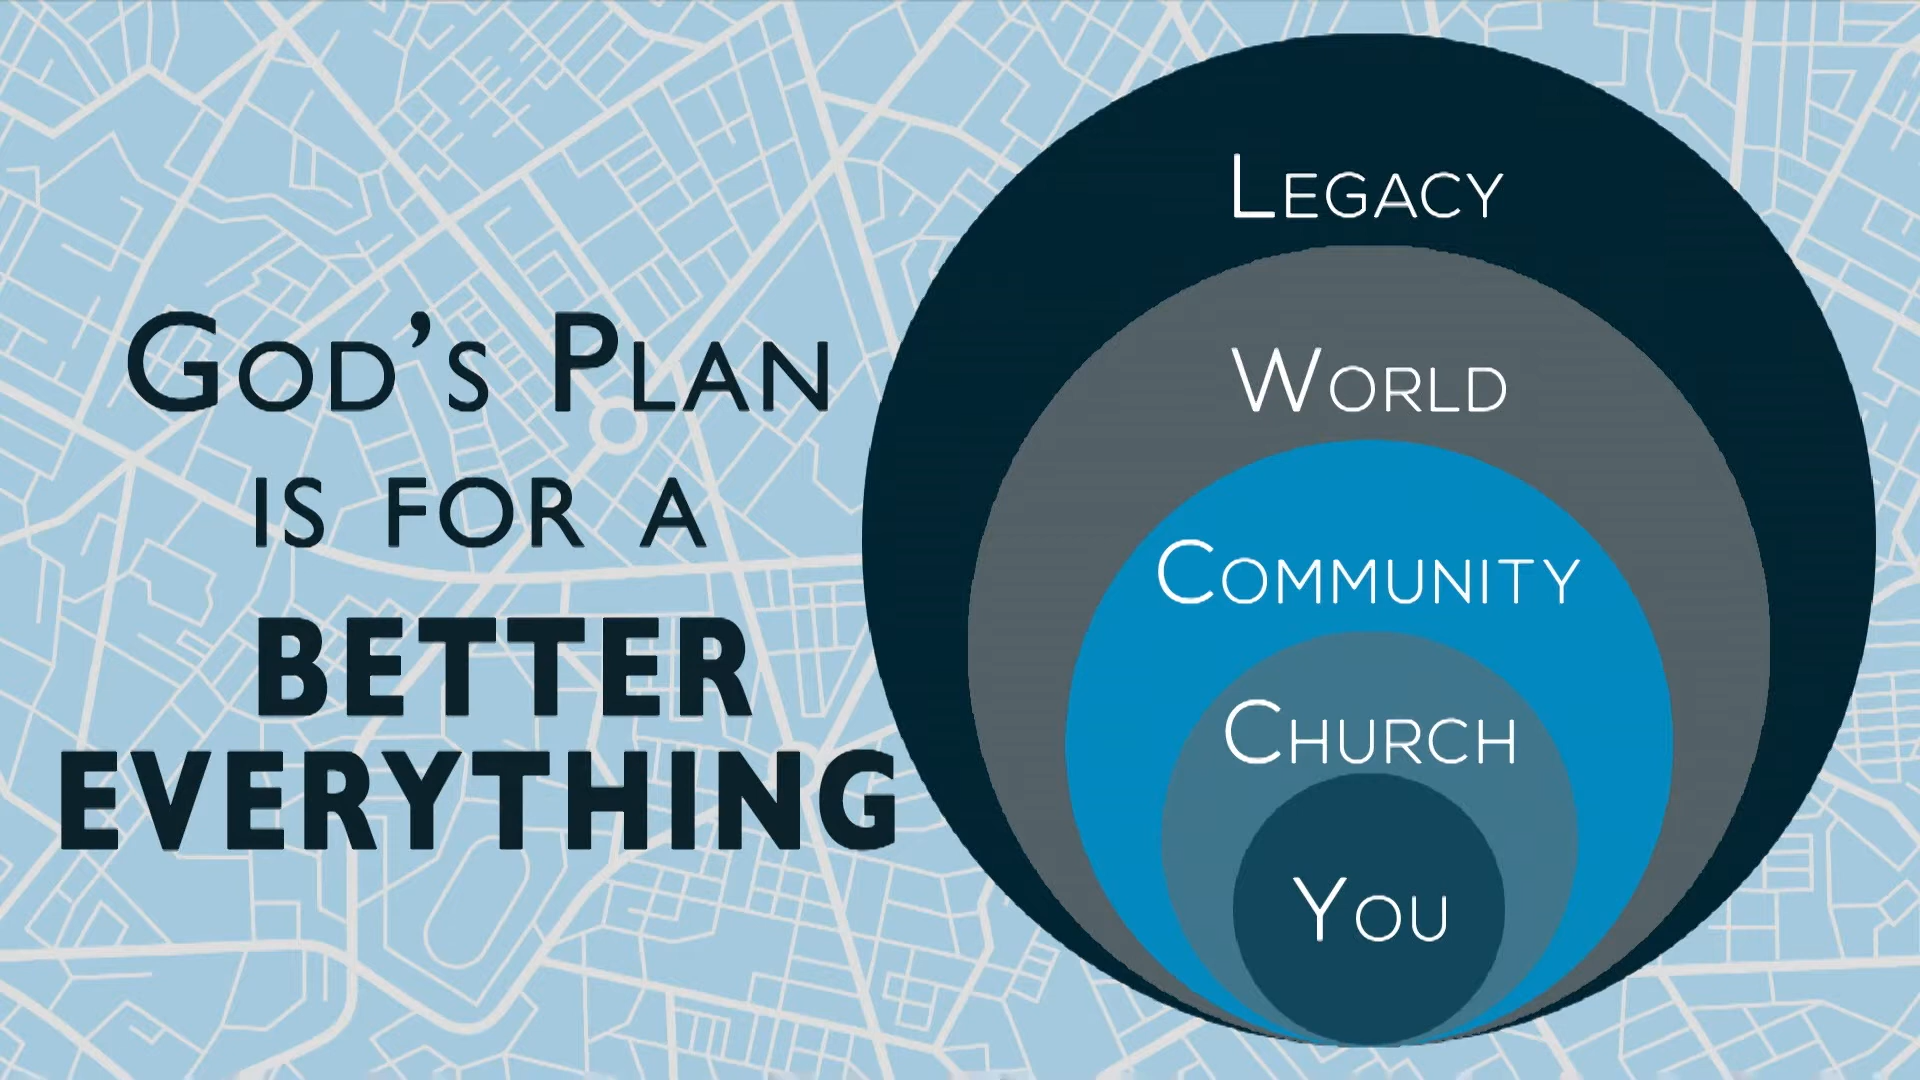 GOD'S PLAN
IS FOR A
BETTER
EVERYTHING
LEGACY
WORLD
COMMUNITY
CHURCH
YOU